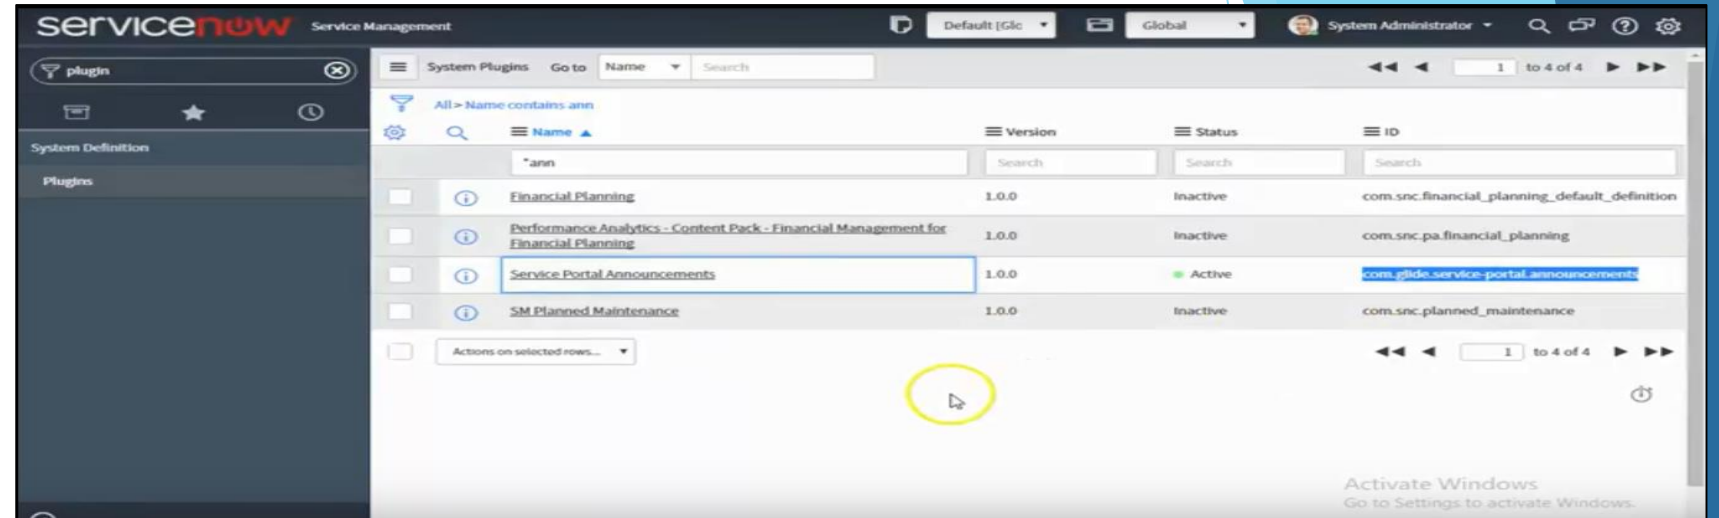 servicenow Service Management Default [Glc Global System Administrator
plugin
System Plugins Go to Name Search 1 to 4 of 4
All > Name contains ann
Name Version Status ID
System Definition
*ann Search Search Search
Plugins
Financial Planning 1.0.0 Inactive com.snc.financial_planning_default_definition
Performance Analytics - Content Pack - Financial Management for
Financial Planning 1.0.0 Inactive com.snc.pa.financial_planning
Service Portal Announcements 1.0.0 Active com.glide.service-portal.announcements
SM Planned Maintenance 1.0.0 Inactive com.snc.planned_maintenance
Actions on selected rows... 1 to 4 of 4
Activate Windows
Go to Settings to activate Windows.